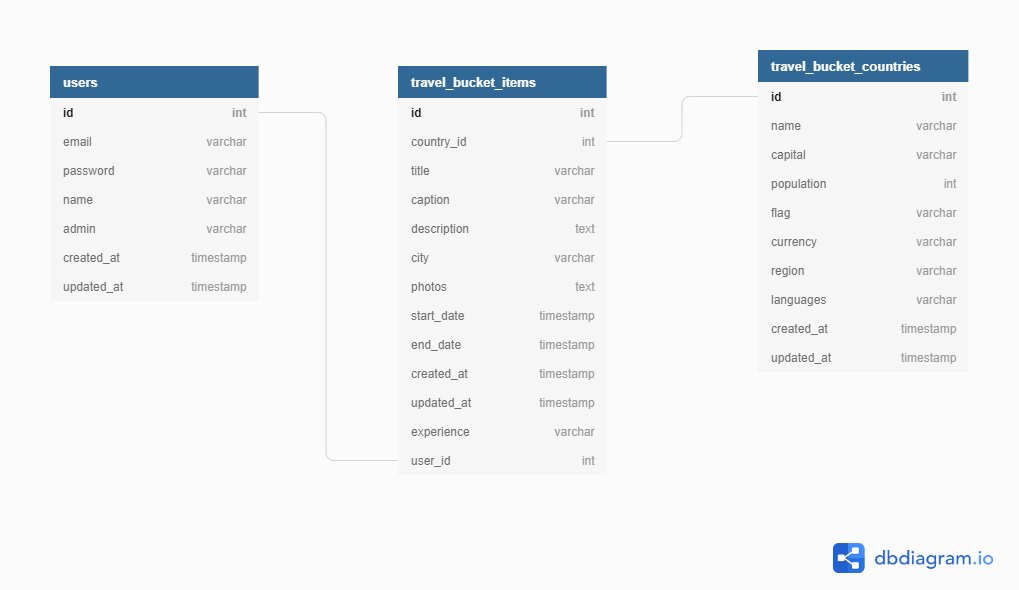 users
id int
email varchar
password varchar
name varchar
admin varchar
created_at timestamp
updated_at timestamp
travel_bucket_items
id int
country_id int
title varchar
caption varchar
description text
city varchar
photos text
start_date timestamp
end_date timestamp
created_at timestamp
updated_at timestamp
experience varchar
user_id int
travel_bucket_countries
id int
name varchar
capital varchar
population int
flag varchar
currency varchar
region varchar
languages varchar
created_at timestamp
updated_at timestamp
dbdiagram.io